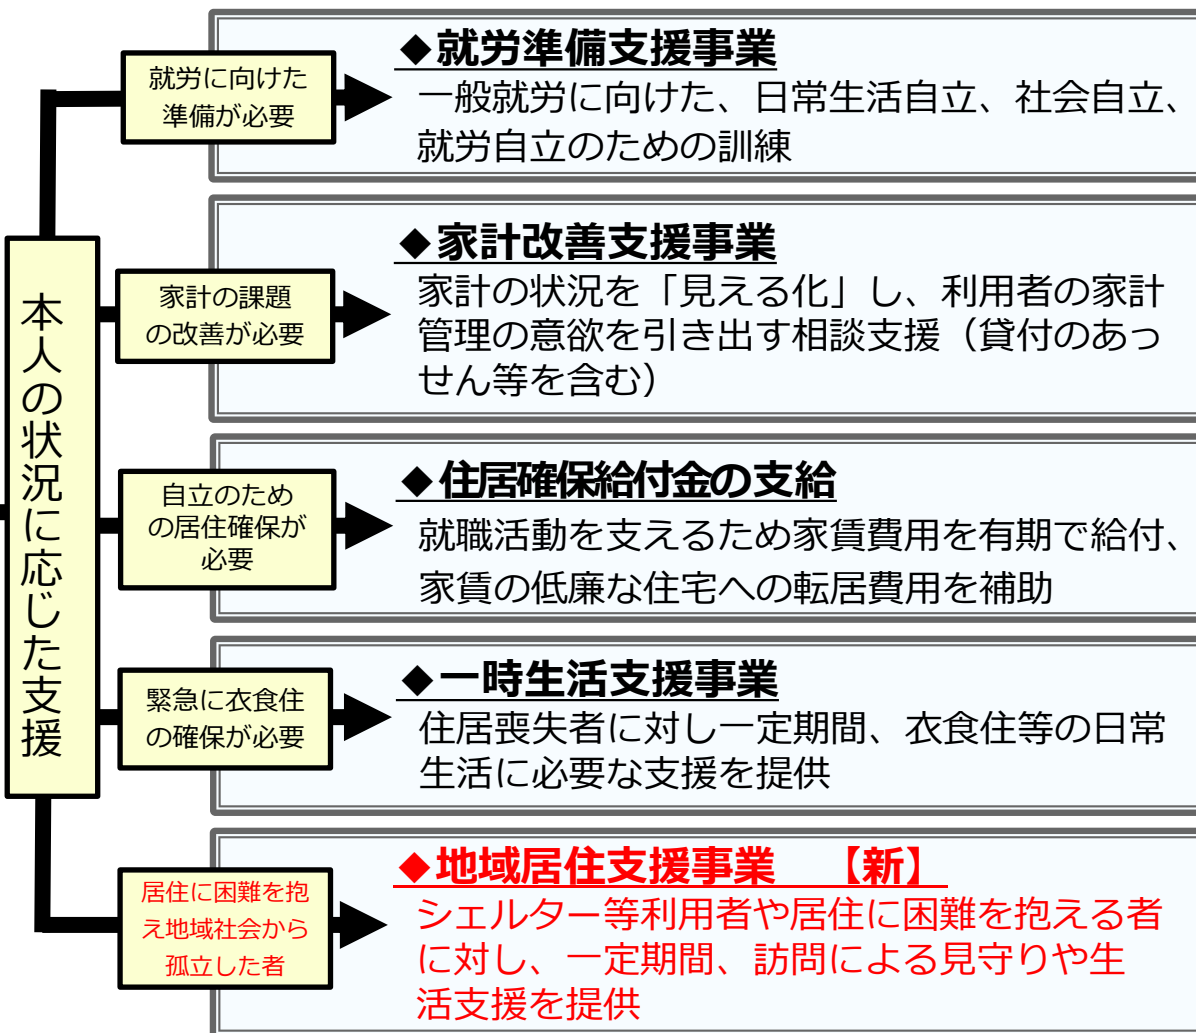 本人の状況に応じた支援
就労に向けた
準備が必要
◆就労準備支援事業
一般就労に向けた、日常生活自立、社会自立、
就労自立のための訓練
家計の課題
の改善が必要
◆家計改善支援事業
家計の状況を「見える化」し、利用者の家計
管理の意欲を引き出す相談支援（貸付のあっ
せん等を含む）
自立のため
の居住確保が
必要
◆住居確保給付金の支給
就職活動を支えるため家賃費用を有期で給付、
家賃の低廉な住宅への転居費用を補助
緊急に衣食住
の確保が必要
◆一時生活支援事業
住居喪失者に対し一定期間、衣食住等の日常
生活に必要な支援を提供
居住に困難を抱
え地域社会から
孤立した者
◆地域居住支援事業　【新】
シェルター等利用者や居住に困難を抱える者
に対し、一定期間、訪問による見守りや生
活支援を提供